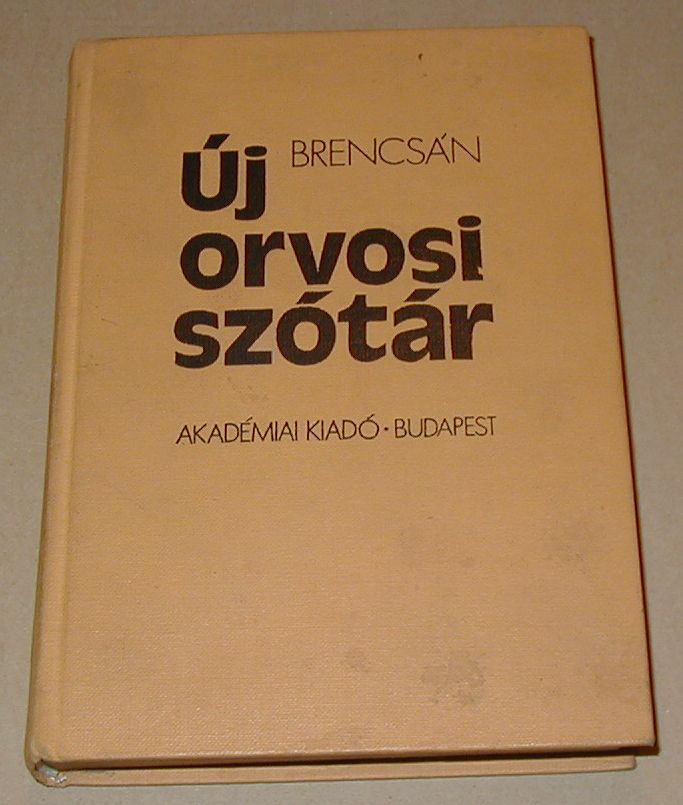 BRENCSÁN
Új
orvosi
szótár
AKADÉMIAI KIADÓ · BUDAPEST